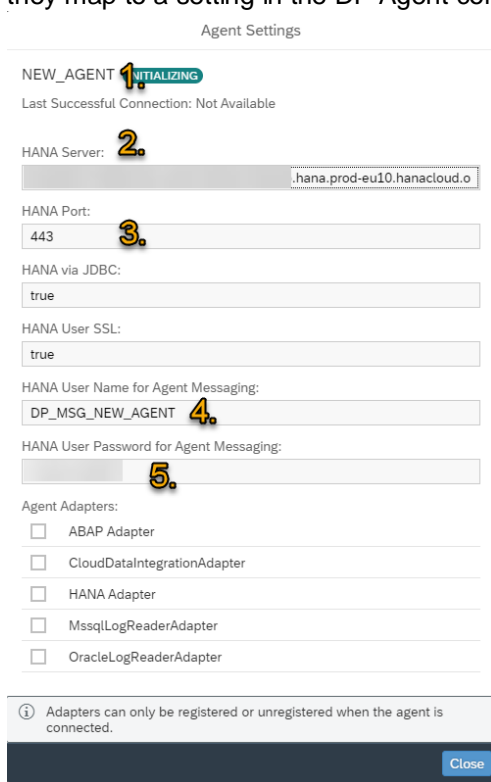 they map to a setting in the DP Agent con
Agent Settings
NEW_AGENT 1. INITIALIZING
Last Successful Connection: Not Available
HANA Server: 2.
.hana.prod-eu10.hanacloud.o
HANA Port:
443 3.
HANA via JDBC:
true
HANA User SSL:
true
HANA User Name for Agent Messaging:
DP_MSG_NEW_AGENT 4.
HANA User Password for Agent Messaging:
5.
Agent Adapters:
ABAP Adapter
CloudDataIntegrationAdapter
HANA Adapter
MssqlLogReaderAdapter
OracleLogReaderAdapter
Adapters can only be registered or unregistered when the agent is
connected.
Close